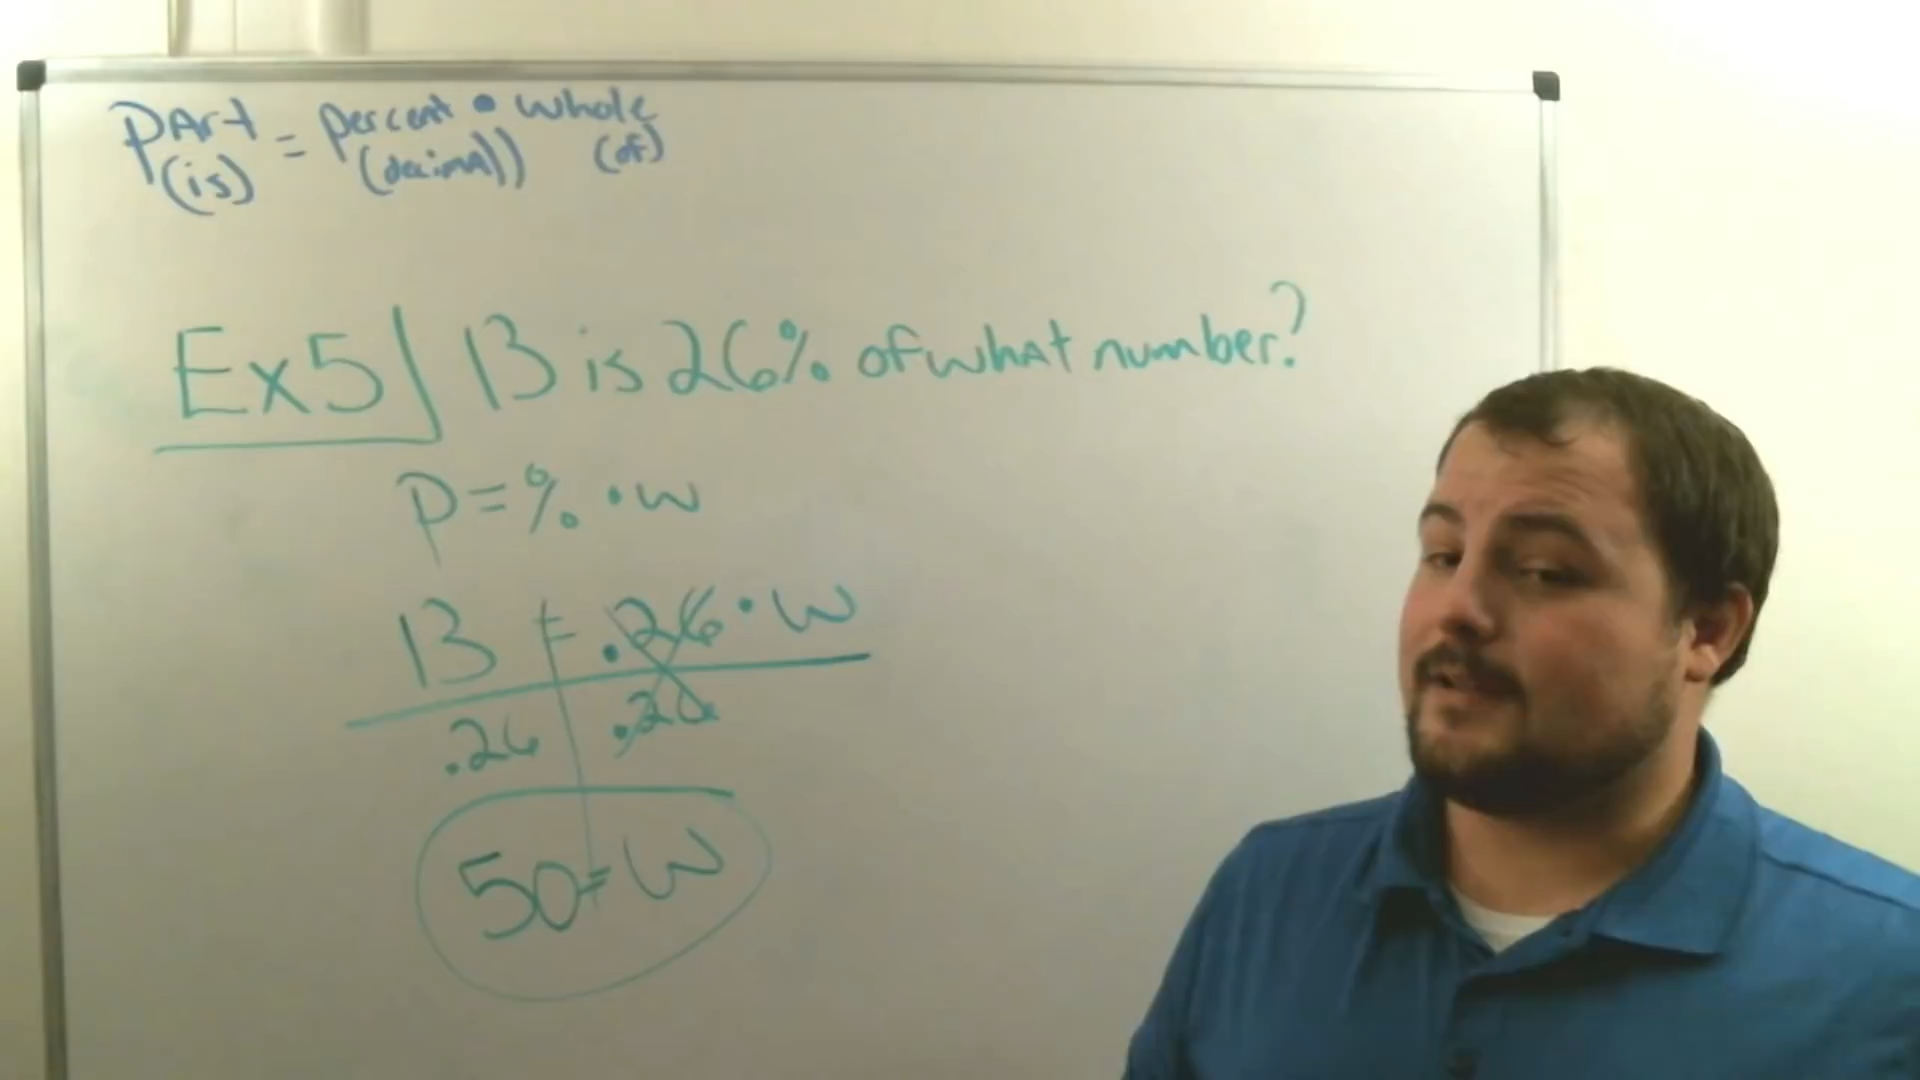 PArt = percent • whole
(is) (decimAl) (of)
Ex5) 13 is 26% of whAt number?
P = % • w
13 = .26 • w
.26 .26
50 = w